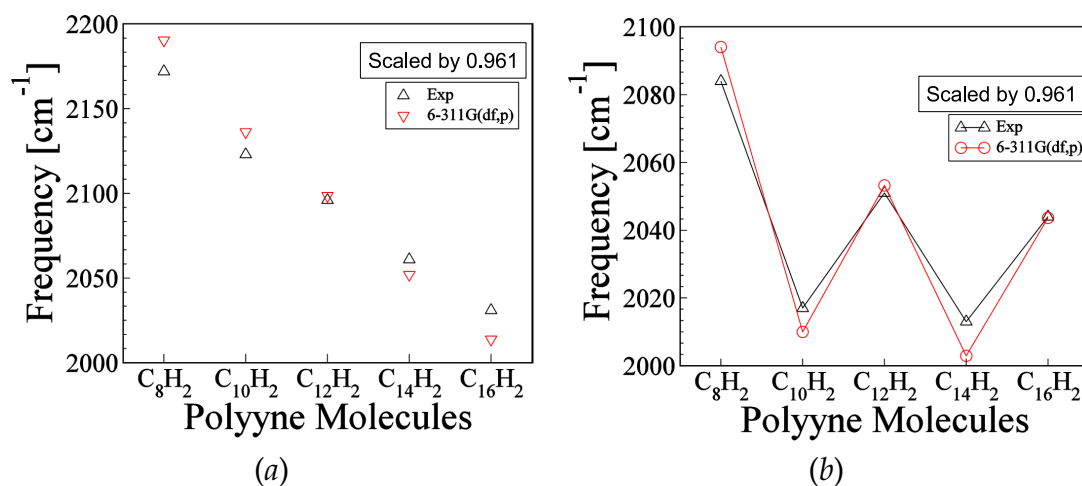 2200
2150
2100
2050
2000
Frequency [cm⁻¹]
Scaled by 0.961
Exp
6-311G(df,p)
C₈H₂ C₁₀H₂ C₁₂H₂ C₁₄H₂ C₁₆H₂
Polyyne Molecules
(a)
2100
2080
2060
2040
2020
2000
Frequency [cm⁻¹]
Scaled by 0.961
Exp
6-311G(df,p)
C₈H₂ C₁₀H₂ C₁₂H₂ C₁₄H₂ C₁₆H₂
Polyyne Molecules
(b)